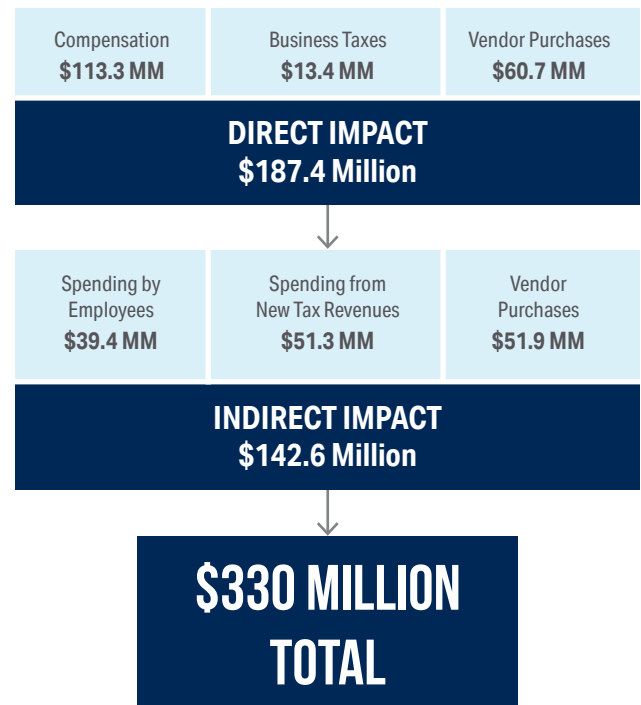 Compensation
$113.3 MM
Business Taxes
$13.4 MM
Vendor Purchases
$60.7 MM
DIRECT IMPACT
$187.4 Million
Spending by
Employees
$39.4 MM
Spending from
New Tax Revenues
$51.3 MM
Vendor
Purchases
$51.9 MM
INDIRECT IMPACT
$142.6 Million
$330 MILLION
TOTAL